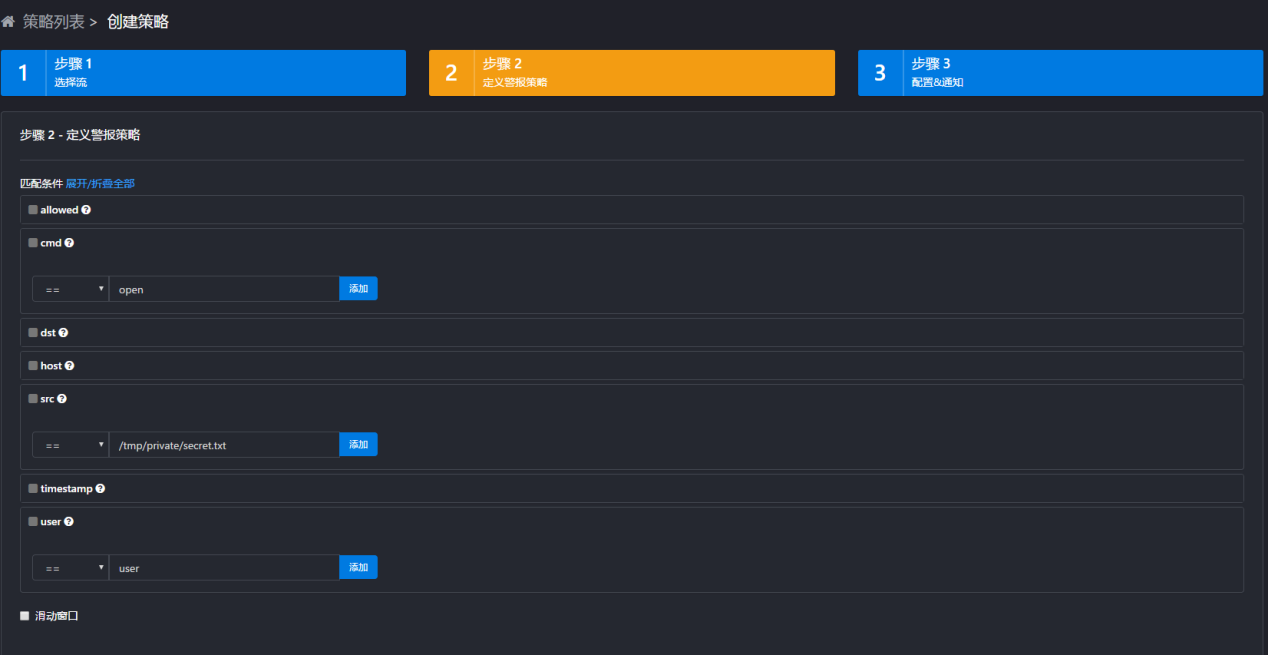 策略列表 > 创建策略
1 步骤 1
选择流
2 步骤 2
定义警报策略
3 步骤 3
配置&通知
步骤 2 - 定义警报策略
匹配条件 展开/折叠全部
allowed ?
cmd ?
== open 添加
dst ?
host ?
src ?
== /tmp/private/secret.txt 添加
timestamp ?
user ?
== user 添加
滑动窗口